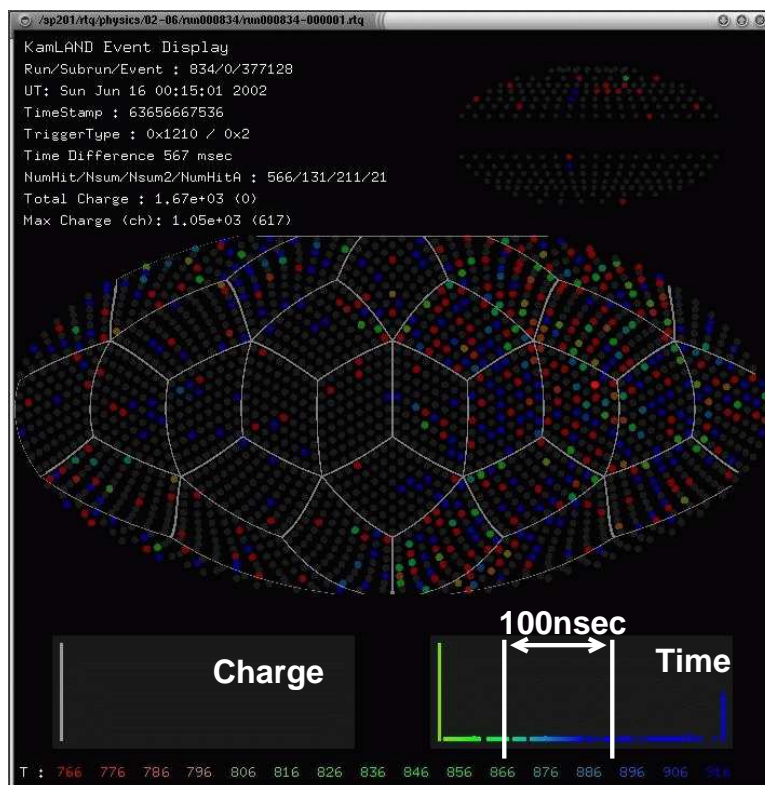 /sp201/rtq/physics/02-06/run000834/run000834-000001.rtq
KamLAND Event Display
Run/Subrun/Event : 834/0/377128
UT: Sun Jun 16 00:15:01 2002
TimeStamp : 63656667536
TriggerType : 0x1210 / 0x2
Time Difference 567 msec
NumHit/Nsum/Nsum2/NumHitA : 566/131/211/21
Total Charge : 1.67e+03 (0)
Max Charge (ch): 1.05e+03 (617)
100nsec
Charge
Time
T : 766 776 786 796 806 816 826 836 846 856 866 876 886 896 906 916